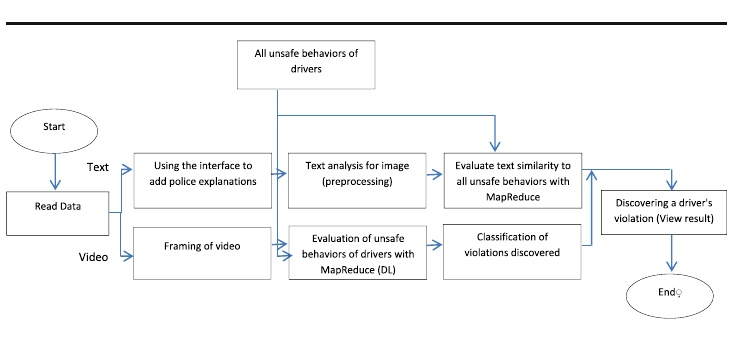 All unsafe behaviors of
drivers
Start
Text
Using the interface to
add police explanations
Text analysis for image
(preprocessing)
Evaluate text similarity to
all unsafe behaviors with
MapReduce
Read Data
Discovering a driver's
violation (View result)
Video
Framing of video
Evaluation of unsafe
behaviors of drivers with
MapReduce (DL)
Classification of
violations discovered
End